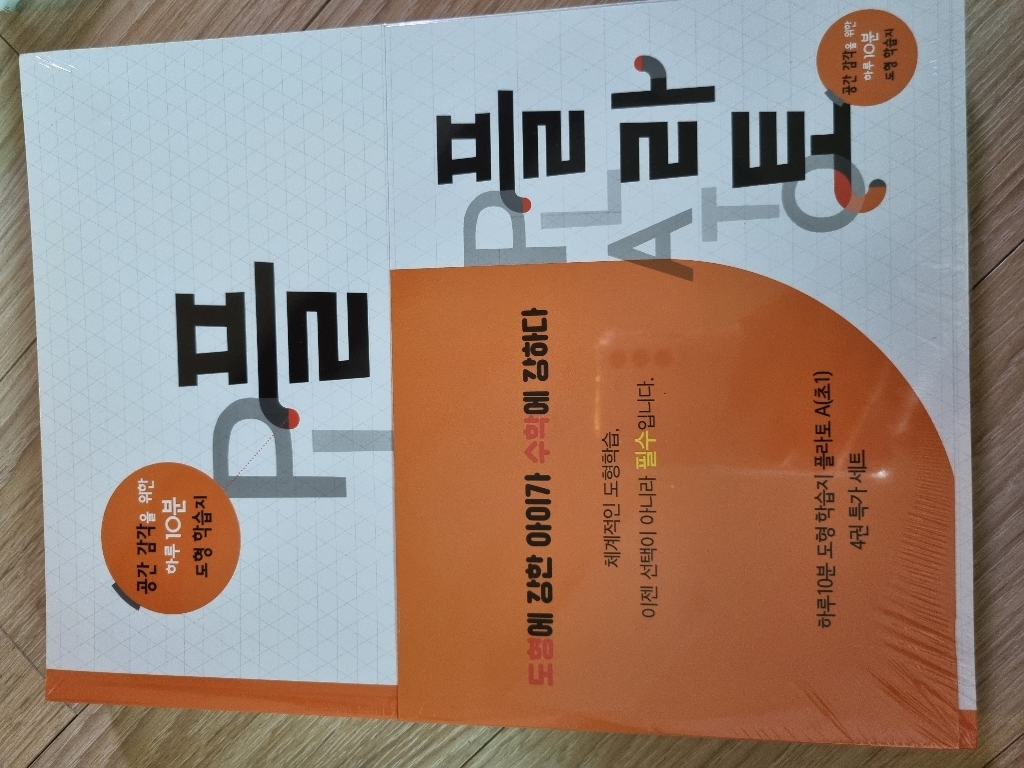 플
PL
공간 감각을 위한
하루 10분
도형 학습지
플라토
PLATO
공간 감각을 위한
하루 10분
도형 학습지
도형에 강한 아이가 수학에 강하다
체계적인 도형학습,
이젠 선택이 아니라 필수입니다.
하루10분 도형 학습지 플라토 A(초1)
4권 특가 세트